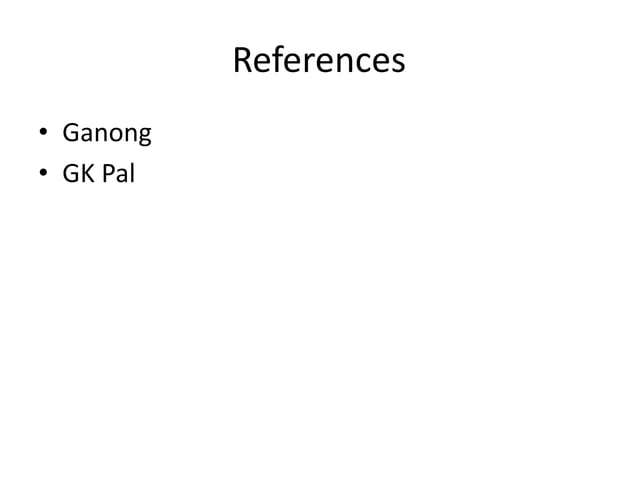 References
• Ganong
• GK Pal